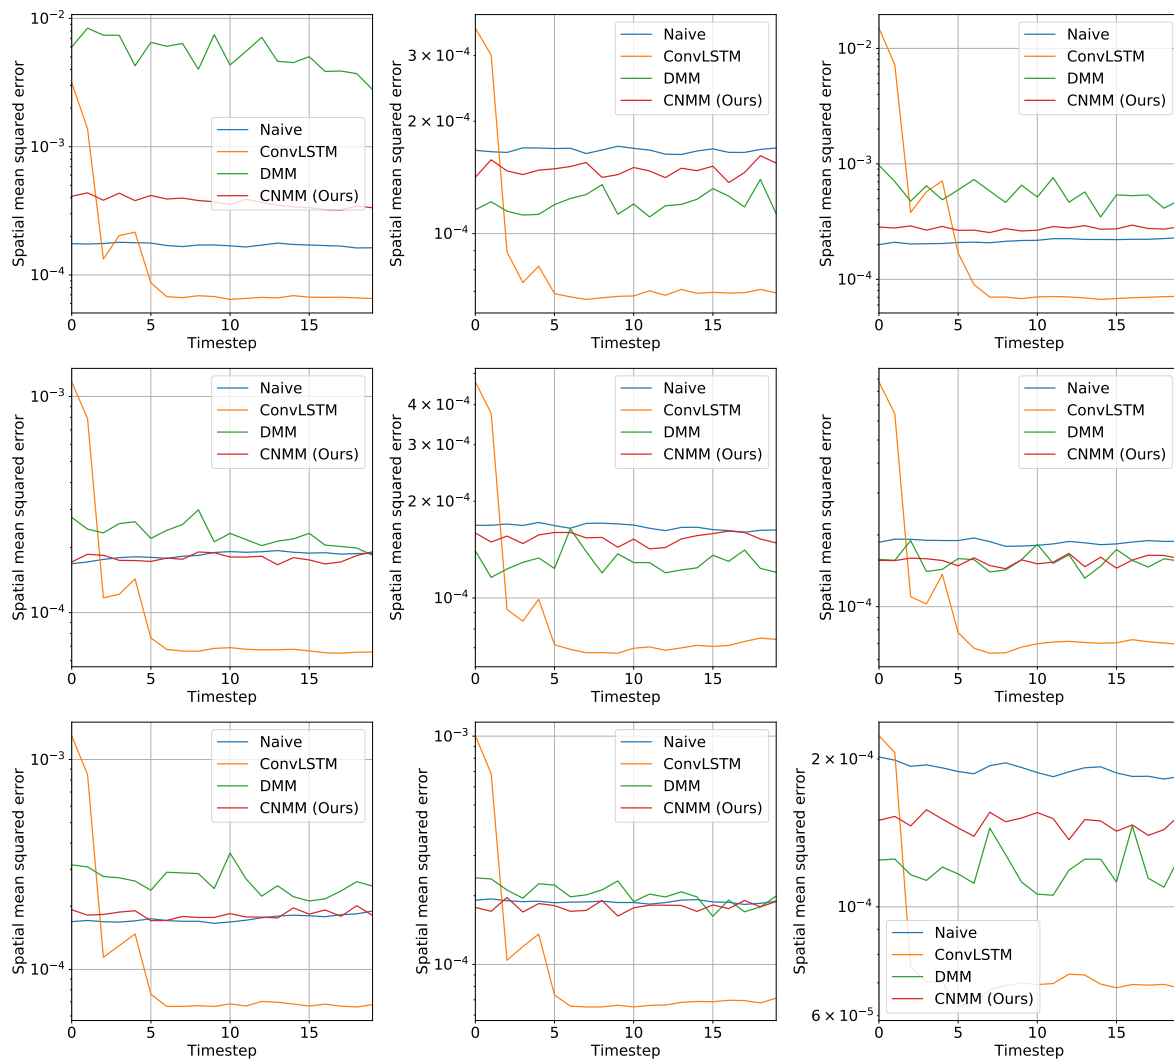 10⁻²
10⁻³
10⁻⁴
Spatial mean squared error
Naive
ConvLSTM
DMM
CNMM (Ours)
0 5 10 15
Timestep
3 × 10⁻⁴
2 × 10⁻⁴
10⁻⁴
Spatial mean squared error
Naive
ConvLSTM
DMM
CNMM (Ours)
0 5 10 15
Timestep
10⁻²
10⁻³
10⁻⁴
Spatial mean squared error
Naive
ConvLSTM
DMM
CNMM (Ours)
0 5 10 15
Timestep
10⁻³
10⁻⁴
Spatial mean squared error
Naive
ConvLSTM
DMM
CNMM (Ours)
0 5 10 15
Timestep
4 × 10⁻⁴
3 × 10⁻⁴
2 × 10⁻⁴
10⁻⁴
Spatial mean squared error
Naive
ConvLSTM
DMM
CNMM (Ours)
0 5 10 15
Timestep
10⁻⁴
Spatial mean squared error
Naive
ConvLSTM
DMM
CNMM (Ours)
0 5 10 15
Timestep
10⁻³
10⁻⁴
Spatial mean squared error
Naive
ConvLSTM
DMM
CNMM (Ours)
0 5 10 15
Timestep
10⁻³
10⁻⁴
Spatial mean squared error
Naive
ConvLSTM
DMM
CNMM (Ours)
0 5 10 15
Timestep
2 × 10⁻⁴
10⁻⁴
6 × 10⁻⁵
Spatial mean squared error
Naive
ConvLSTM
DMM
CNMM (Ours)
0 5 10 15
Timestep